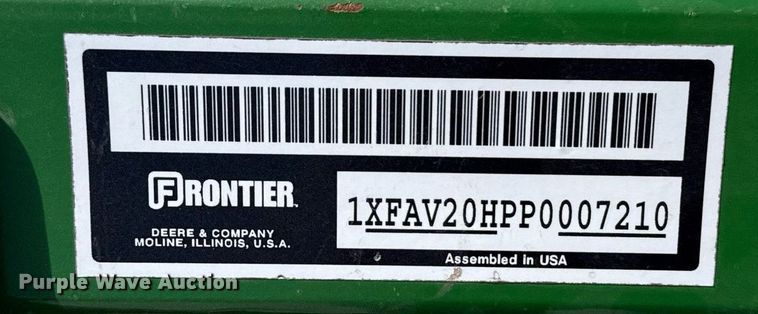 FRONTIER
DEERE & COMPANY
MOLINE, ILLINOIS, U.S.A.
1XFAV20HPP0007210
Assembled in USA
Purple Wave Auction